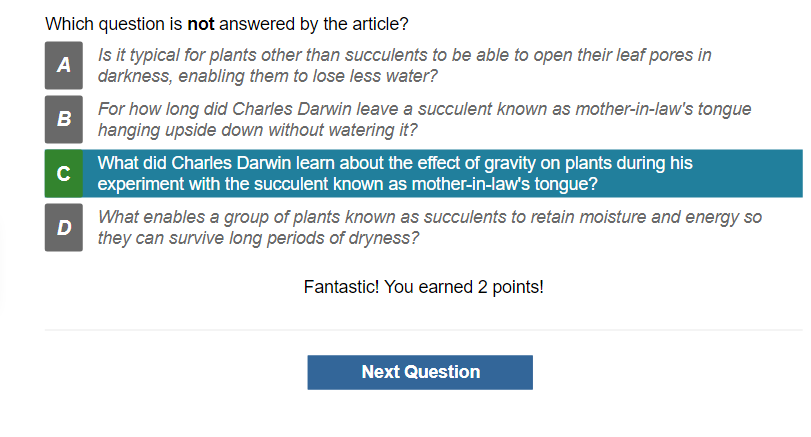 Which question is not answered by the article?
A
Is it typical for plants other than succulents to be able to open their leaf pores in
darkness, enabling them to lose less water?
B
For how long did Charles Darwin leave a succulent known as mother-in-law's tongue
hanging upside down without watering it?
C
What did Charles Darwin learn about the effect of gravity on plants during his
experiment with the succulent known as mother-in-law's tongue?
D
What enables a group of plants known as succulents to retain moisture and energy so
they can survive long periods of dryness?
Fantastic! You earned 2 points!
Next Question